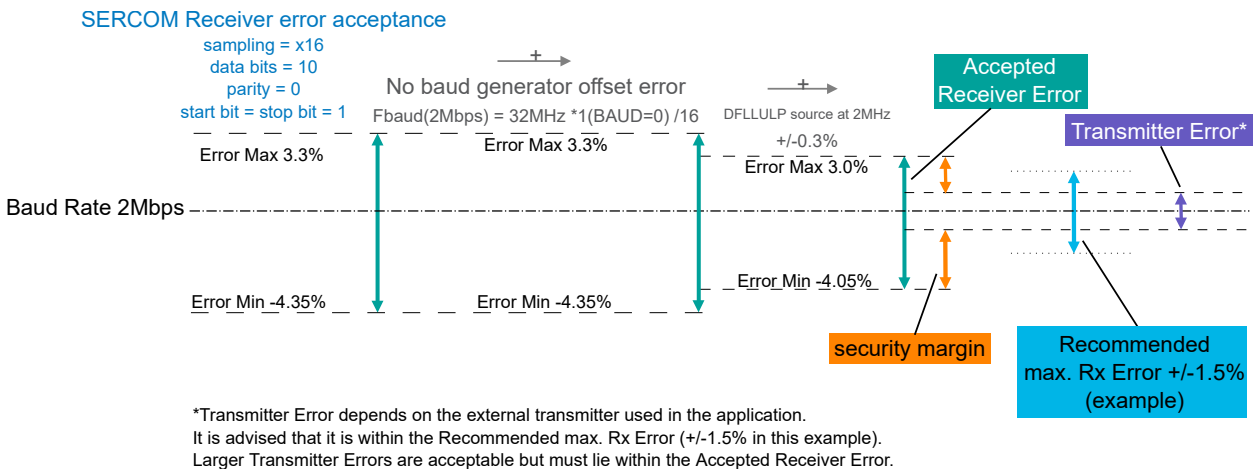 SERCOM Receiver error acceptance
sampling = x16
data bits = 10
parity = 0
start bit = stop bit = 1
+
No baud generator offset error
Fbaud(2Mbps) = 32MHz *1(BAUD=0) /16
+
DFLLULP source at 2MHz
+/-0.3%
Accepted
Receiver Error
Transmitter Error*
Error Max 3.3%
Error Max 3.3%
Error Max 3.0%
Baud Rate 2Mbps
Error Min -4.35%
Error Min -4.35%
Error Min -4.05%
security margin
Recommended
max. Rx Error +/-1.5%
(example)
*Transmitter Error depends on the external transmitter used in the application.
It is advised that it is within the Recommended max. Rx Error (+/-1.5% in this example).
Larger Transmitter Errors are acceptable but must lie within the Accepted Receiver Error.